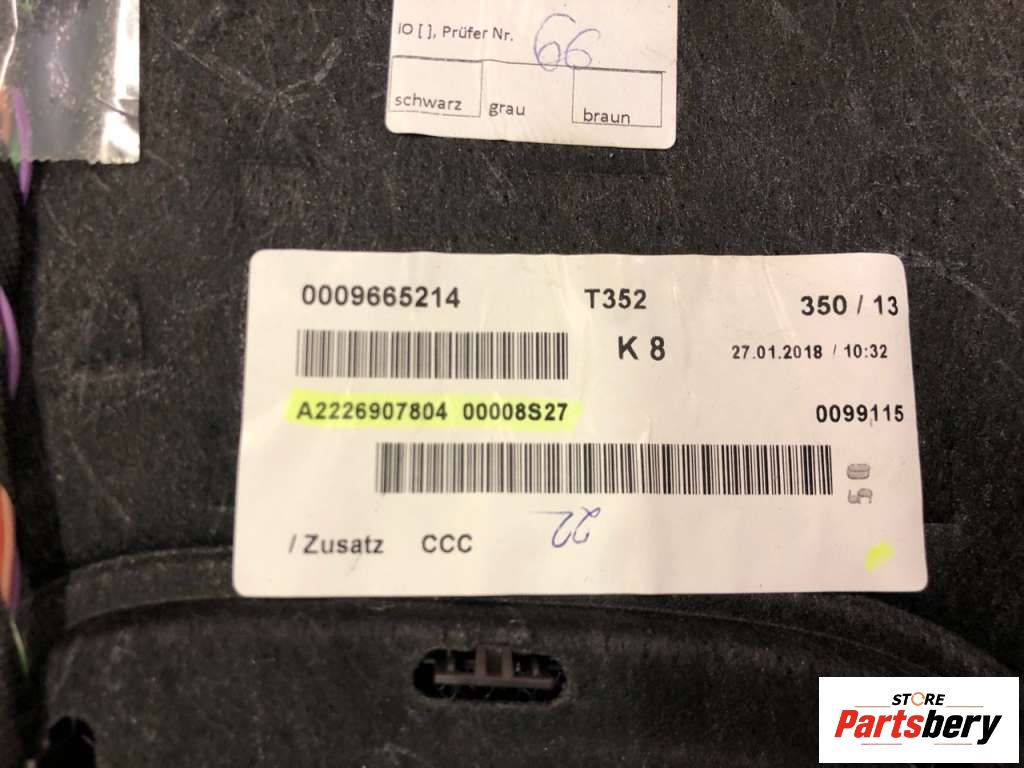 iO [ ], Prüfer Nr. 66
schwarz grau braun
0009665214 T352 350 / 13
K 8 27.01.2018 / 10:32
A2226907804 00008S27 0099115
/ Zusatz CCC 22
STORE
Partsbery